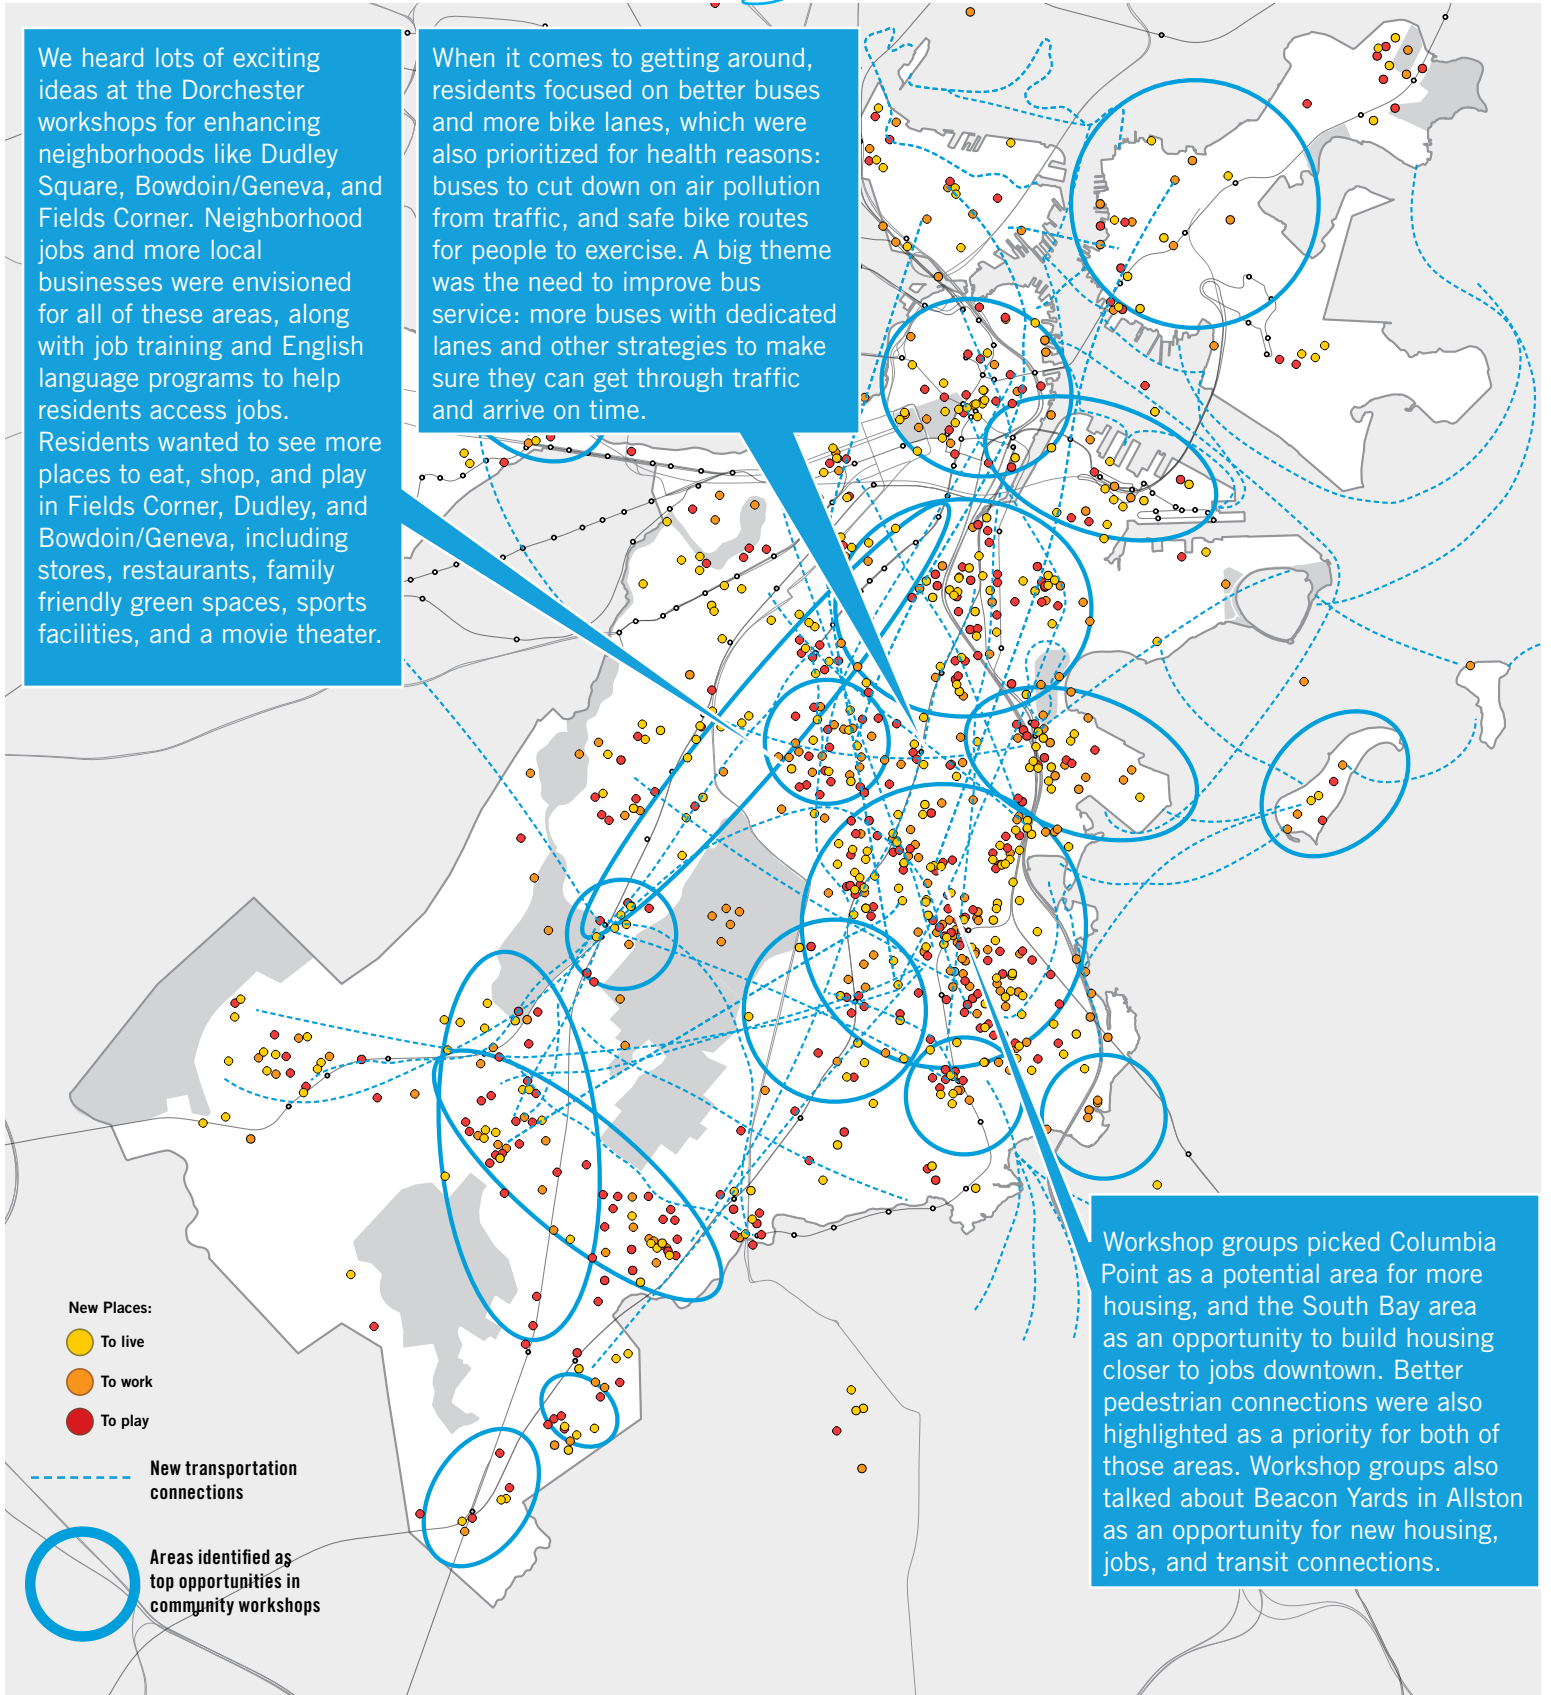 We heard lots of exciting
ideas at the Dorchester
workshops for enhancing
neighborhoods like Dudley
Square, Bowdoin/Geneva, and
Fields Corner. Neighborhood
jobs and more local
businesses were envisioned
for all of these areas, along
with job training and English
language programs to help
residents access jobs.
Residents wanted to see more
places to eat, shop, and play
in Fields Corner, Dudley, and
Bowdoin/Geneva, including
stores, restaurants, family
friendly green spaces, sports
facilities, and a movie theater.
When it comes to getting around,
residents focused on better buses
and more bike lanes, which were
also prioritized for health reasons:
buses to cut down on air pollution
from traffic, and safe bike routes
for people to exercise. A big theme
was the need to improve bus
service: more buses with dedicated
lanes and other strategies to make
sure they can get through traffic
and arrive on time.
Workshop groups picked Columbia
Point as a potential area for more
housing, and the South Bay area
as an opportunity to build housing
closer to jobs downtown. Better
pedestrian connections were also
highlighted as a priority for both of
those areas. Workshop groups also
talked about Beacon Yards in Allston
as an opportunity for new housing,
jobs, and transit connections.
New Places:
To live
To work
To play
New transportation
connections
Areas identified as
top opportunities in
community workshops